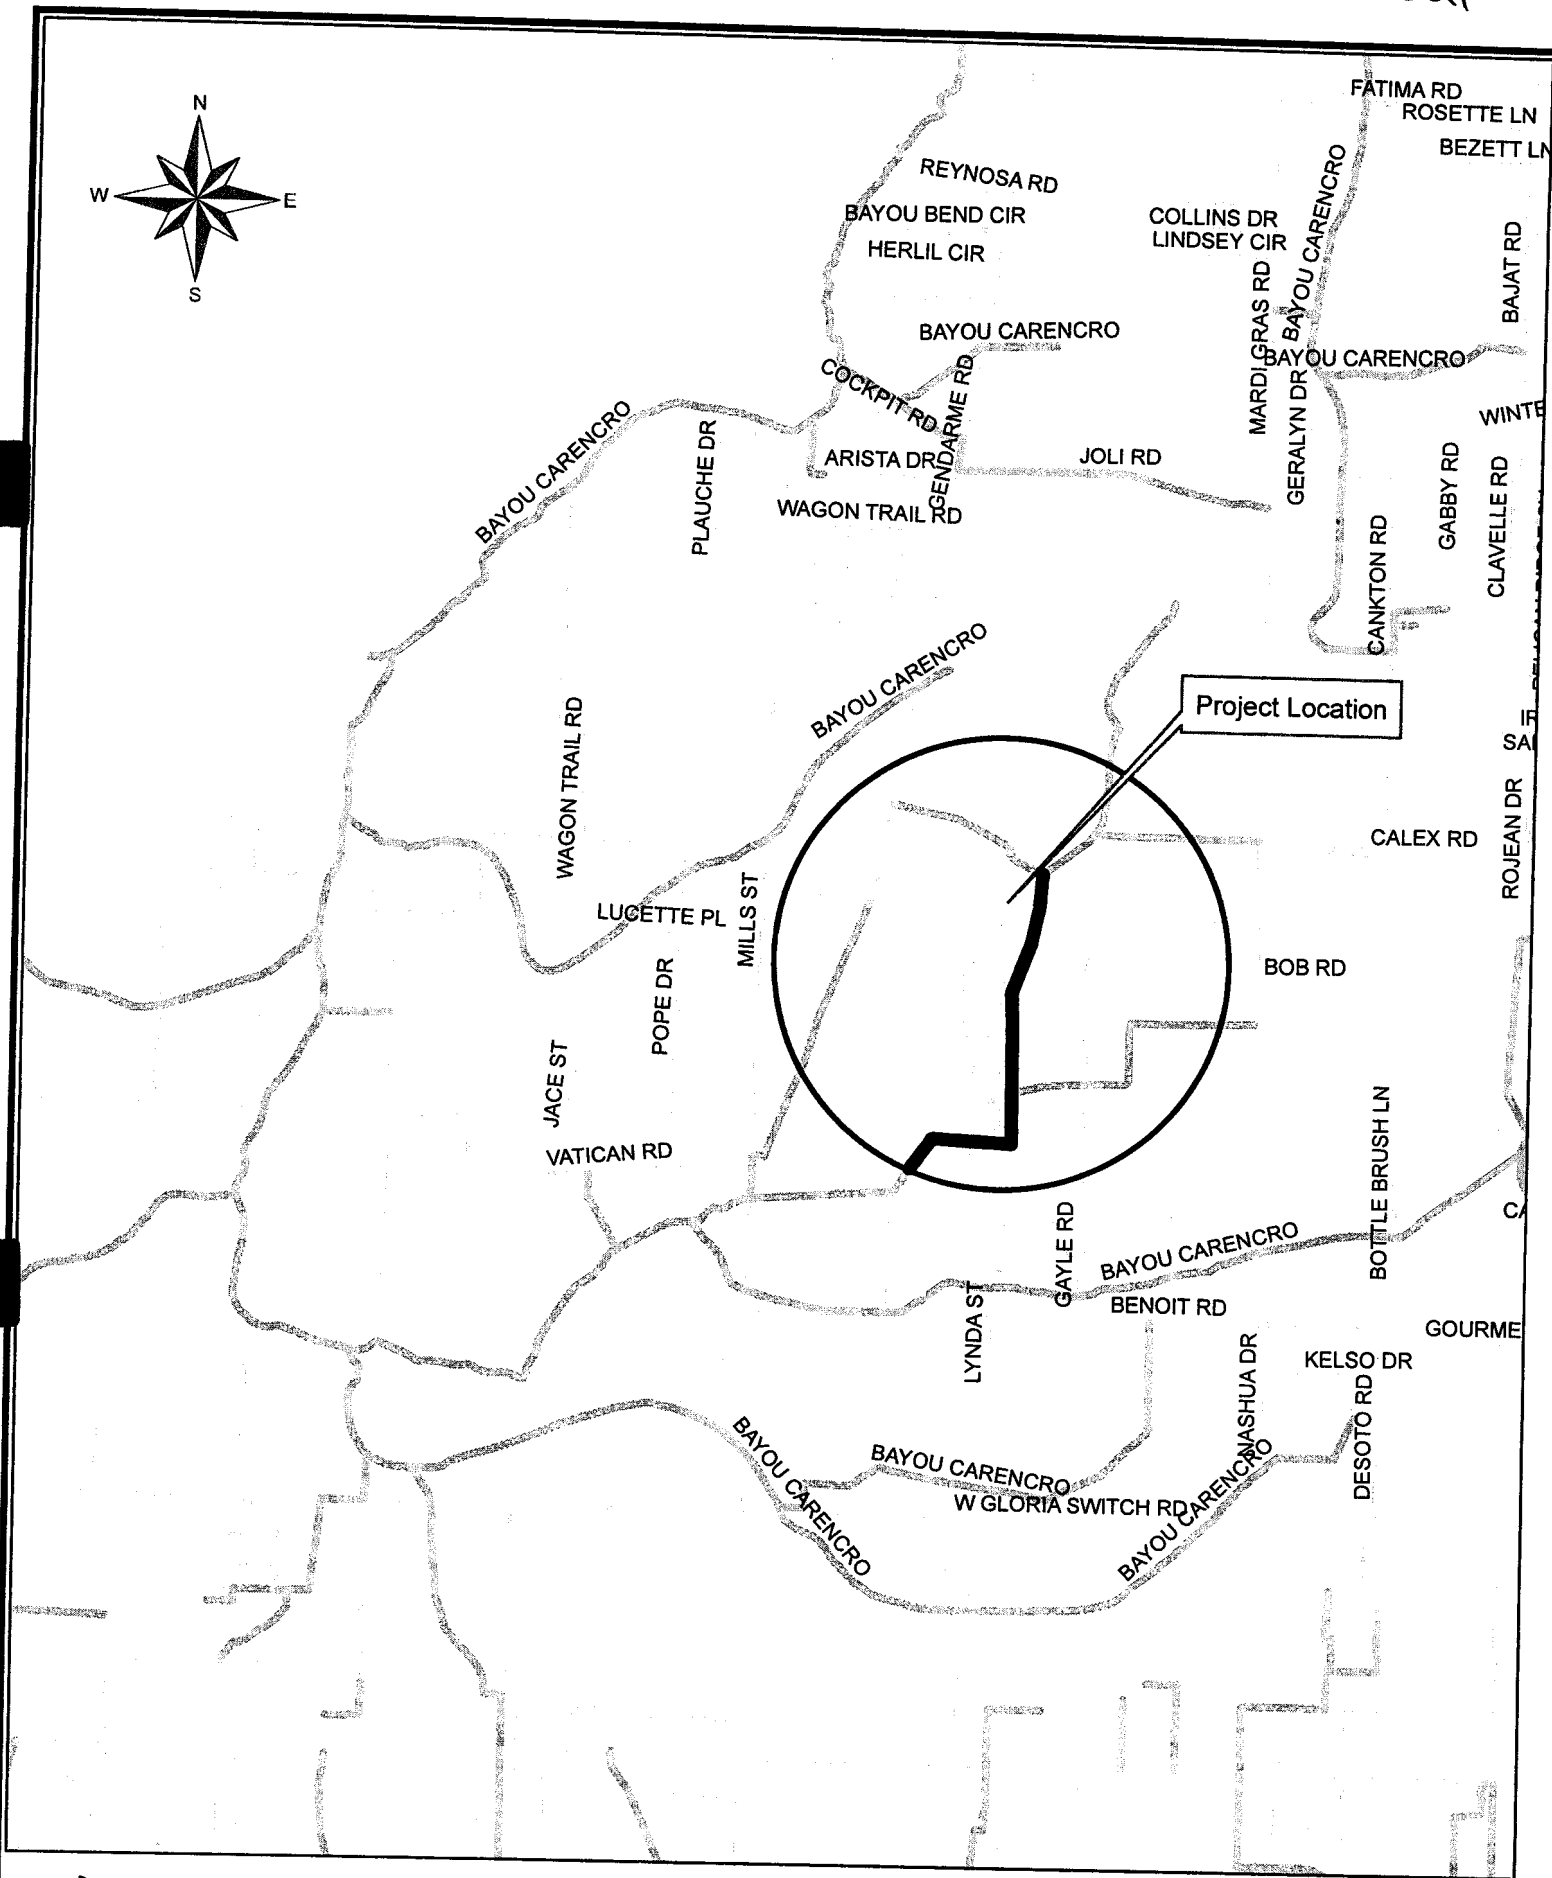 N
W
E
S
FATIMA RD
ROSETTE LN
BEZETT LN
REYNOSA RD
BAYOU BEND CIR
HERLIL CIR
COLLINS DR
LINDSEY CIR
BAYOU CARENCRO
BAJAT RD
MARDI GRAS RD
BAYOU CARENCRO
BAYOU CARENCRO
COCKPIT RD
GENDARME RD
GERALYN DR
WINTE
BAYOU CARENCRO
PLAUCHE DR
ARISTA DR
JOLI RD
WAGON TRAIL RD
GABBY RD
CLAVELLE RD
CANKTON RD
BAYOU CARENCRO
Project Location
IR
SAI
WAGON TRAIL RD
CALEX RD
ROJEAN DR
LUCETTE PL
MILLS ST
POPE DR
BOB RD
JACE ST
VATICAN RD
BOTTLE BRUSH LN
CA
GAYLE RD
BAYOU CARENCRO
LYNDA ST
BENOIT RD
GOURME
NASHUA DR
KELSO DR
DESOTO RD
BAYOU CARENCRO
BAYOU CARENCRO
W GLORIA SWITCH RD
BAYOU CARENCRO